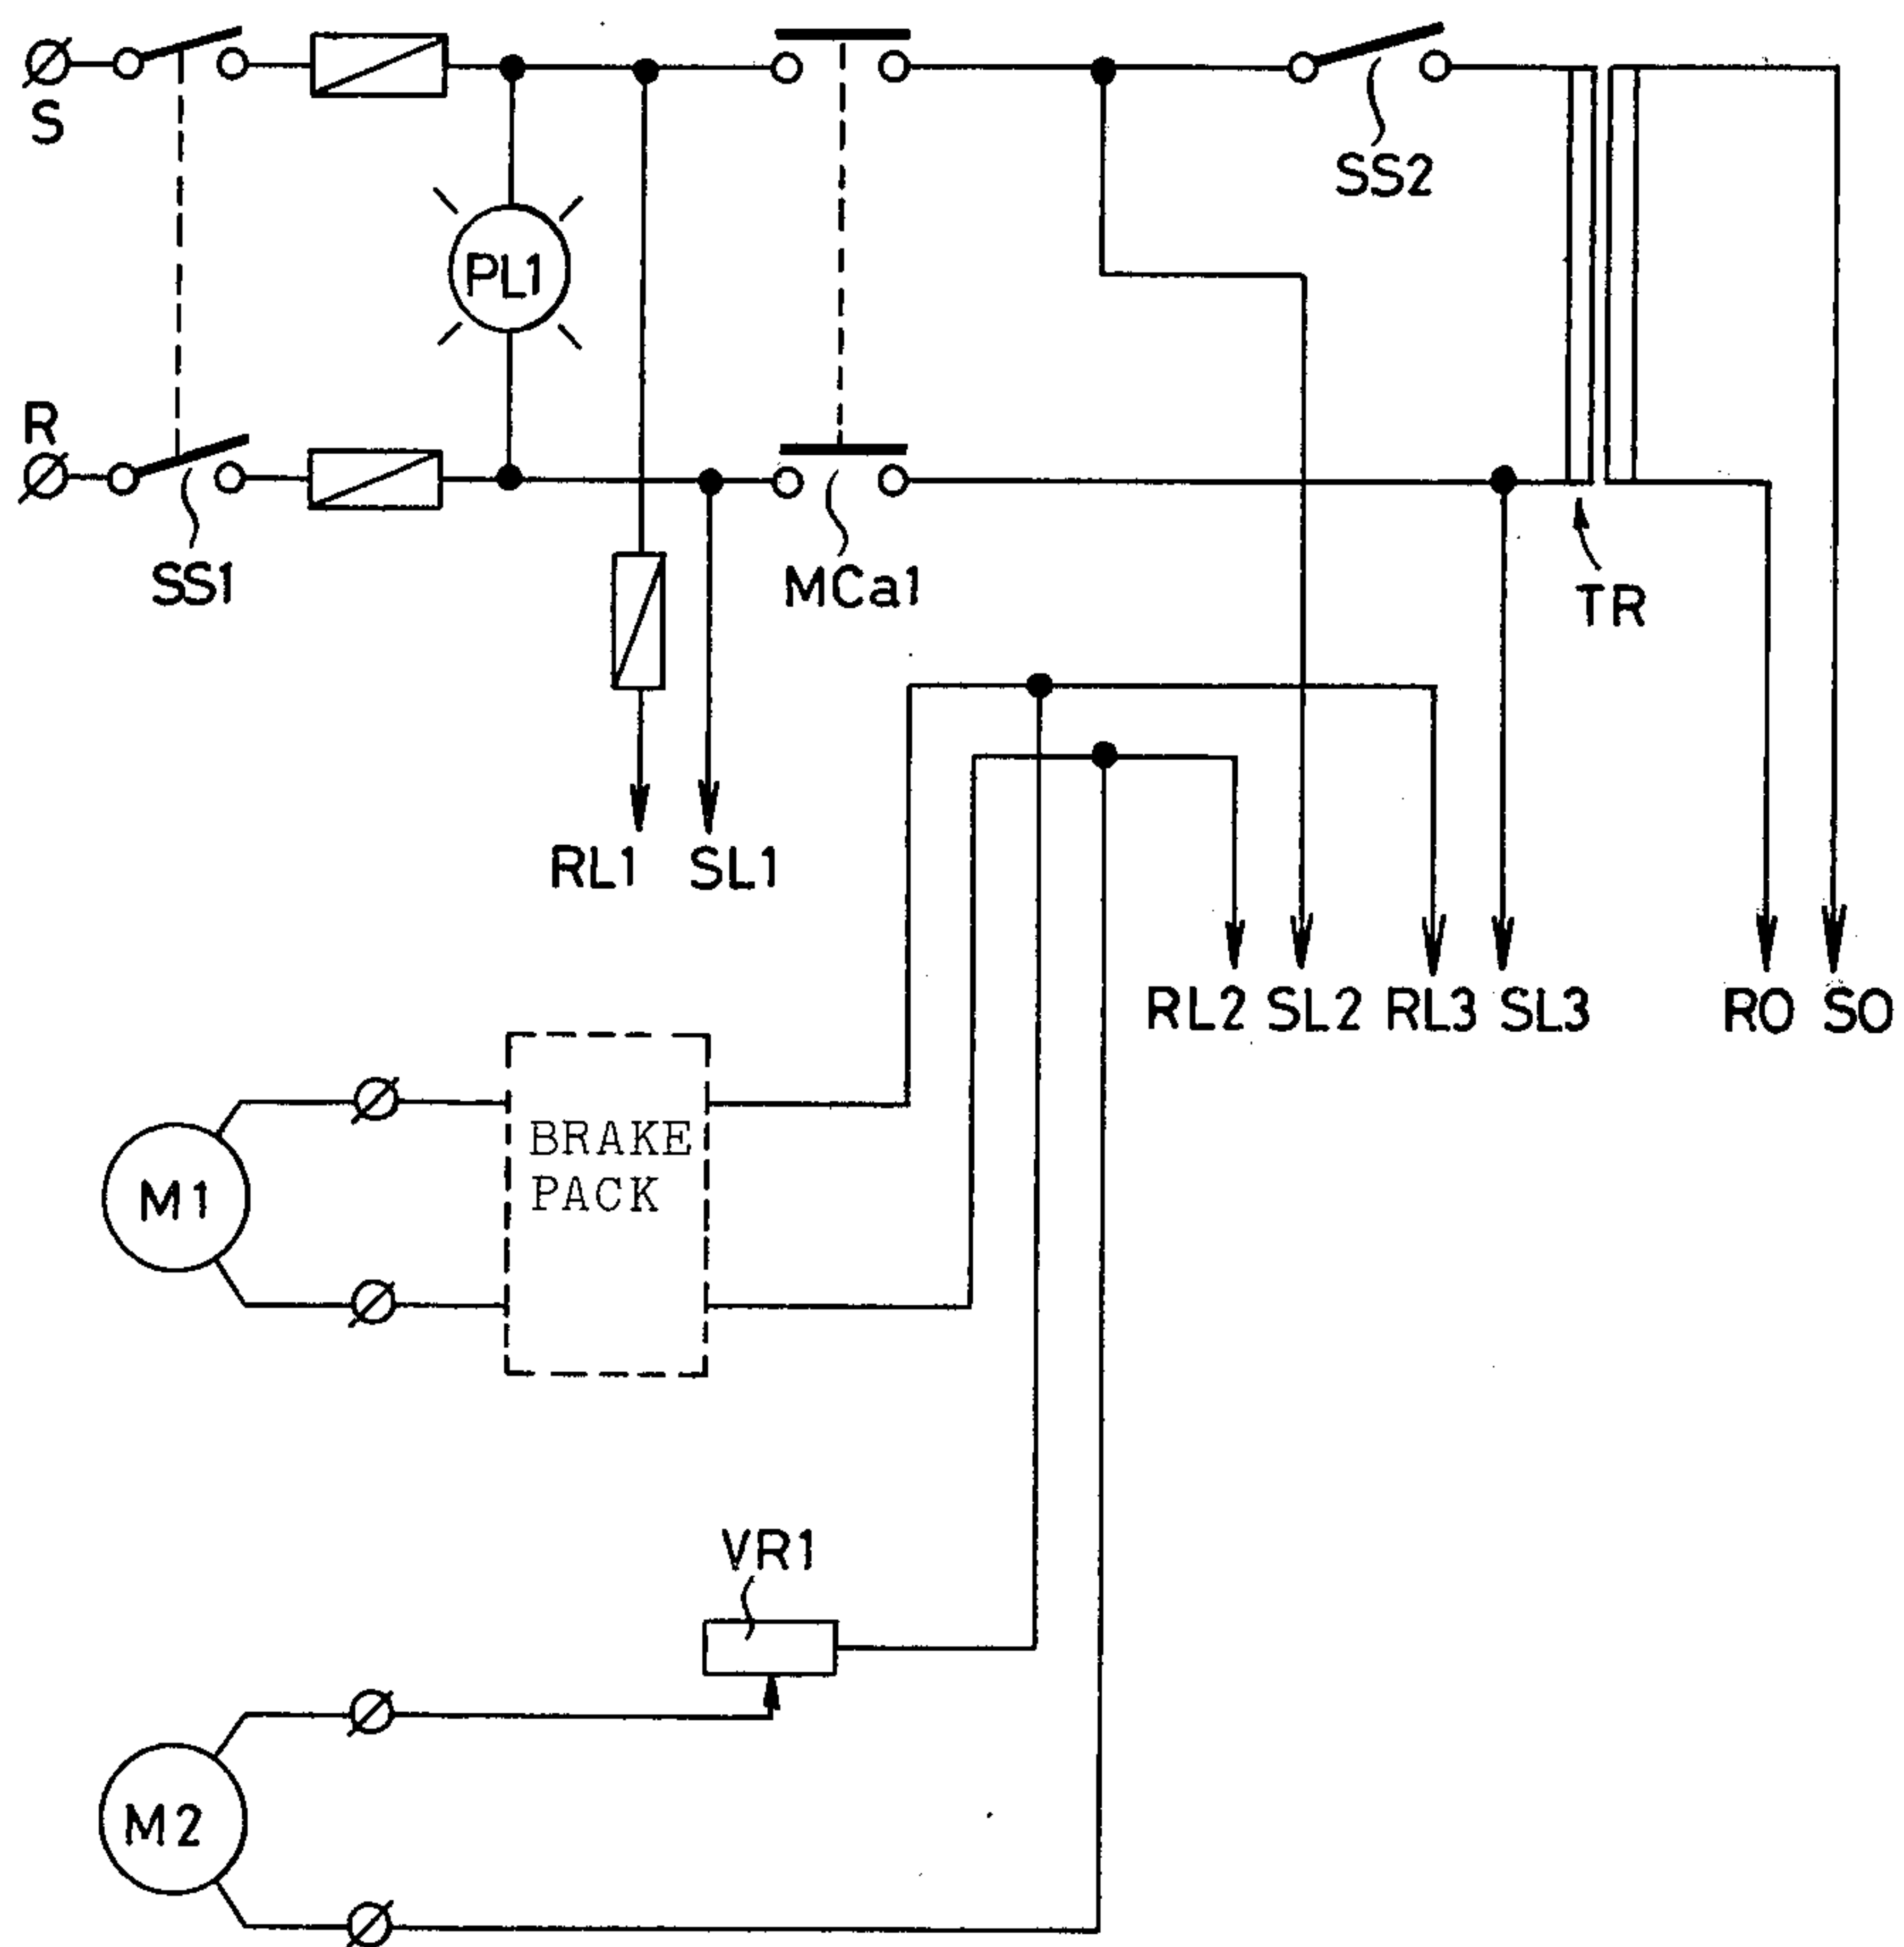 S
SS2
PL1
R
SS1
MCa1
TR
RL1 SL1
RL2 SL2 RL3 SL3 RO SO
BRAKE
PACK
M1
VR1
M2